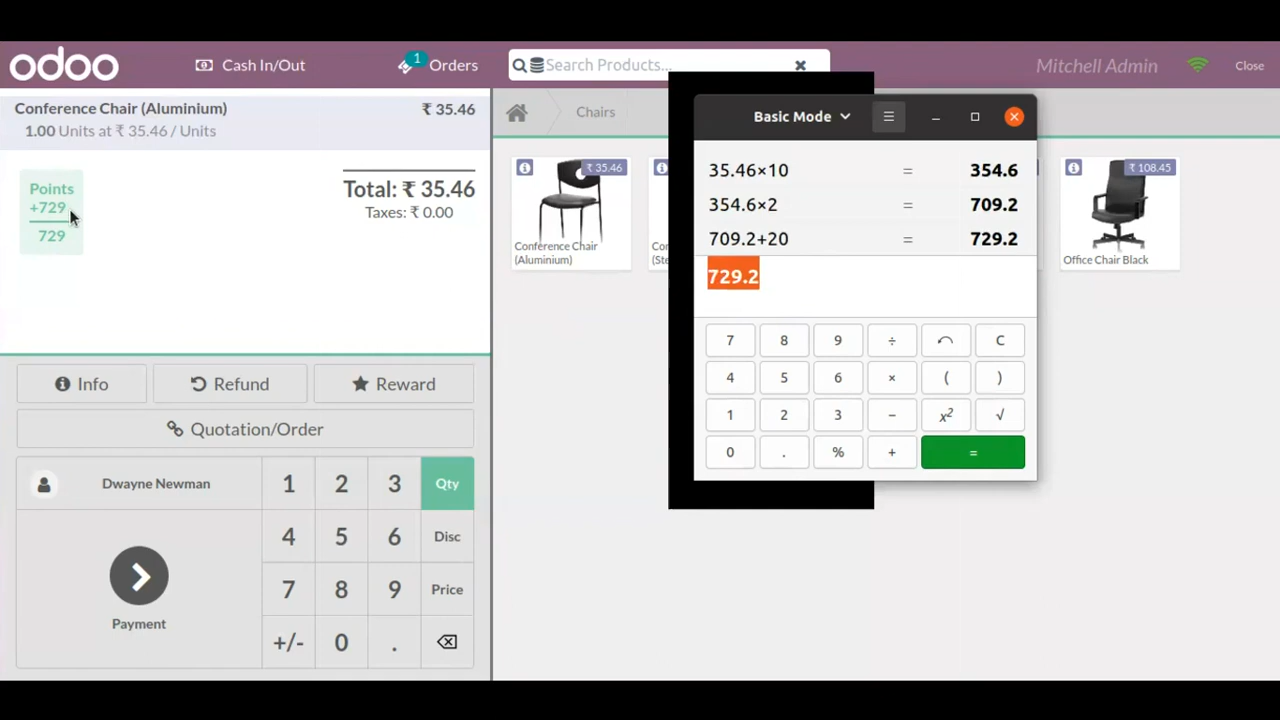 odoo
Cash In/Out
1
Orders
Search Products...
Mitchell Admin
Close
Conference Chair (Aluminium)
₹ 35.46
1.00 Units at ₹ 35.46 / Units
Points
+729
729
Total: ₹ 35.46
Taxes: ₹ 0.00
Info
Refund
Reward
Quotation/Order
Dwayne Newman
Payment
1 2 3 Qty
4 5 6 Disc
7 8 9 Price
+/- 0 .
Chairs
₹ 35.46
Conference Chair
(Aluminium)
₹ 108.45
Office Chair Black
Basic Mode
35.46×10 = 354.6
354.6×2 = 709.2
709.2+20 = 729.2
729.2
7 8 9 ÷ C
4 5 6 × ( )
1 2 3 − x² √
0 . % + =